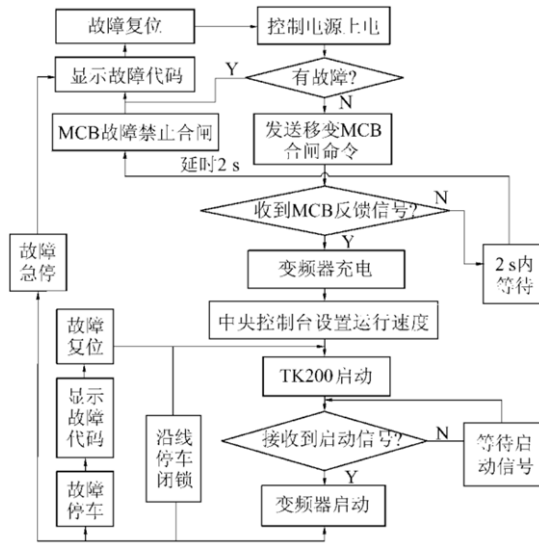 故障复位
控制电源上电
显示故障代码
Y
有故障?
N
MCB故障禁止合闸
发送移变MCB
合闸命令
延时2 s
收到MCB反馈信号?
N
Y
故障
急停
变频器充电
2 s内
等待
中央控制台设置运行速度
故障
复位
TK200启动
显示
故障
代码
沿线
停车
闭锁
接收到启动信号?
N
等待启
动信号
Y
故障
停车
变频器启动